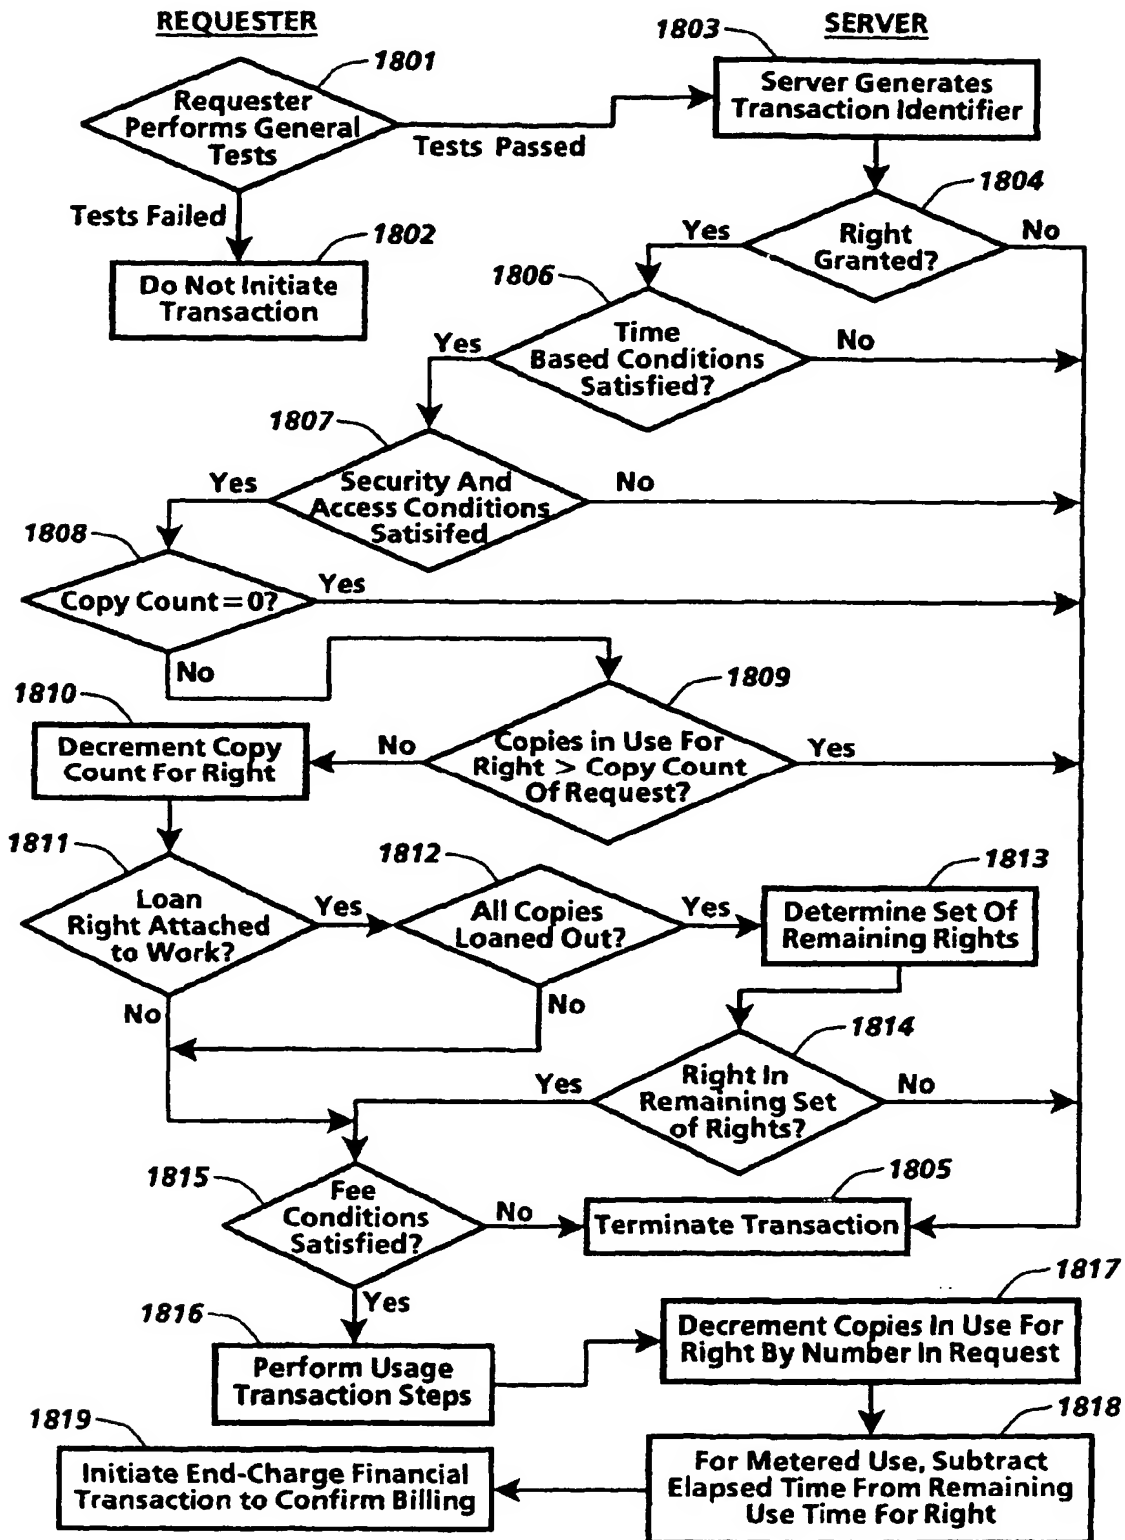 REQUESTER
SERVER
1801
1803
Requester
Performs General
Tests
Tests Passed
Server Generates
Transaction Identifier
Tests Failed
1802
Do Not Initiate
Transaction
1804
Right
Granted?
Yes
No
1806
Time
Based Conditions
Satisfied?
Yes
No
1807
Security And
Access Conditions
Satisifed
Yes
No
1808
Copy Count = 0?
Yes
No
1809
Copies in Use For
Right > Copy Count
Of Request?
No
Yes
1810
Decrement Copy
Count For Right
1811
Loan
Right Attached
to Work?
Yes
No
1812
All Copies
Loaned Out?
Yes
No
1813
Determine Set Of
Remaining Rights
1814
Right In
Remaining Set
of Rights?
Yes
No
1815
Fee
Conditions
Satisfied?
No
Yes
1805
Terminate Transaction
1816
Perform Usage
Transaction Steps
1817
Decrement Copies In Use For
Right By Number In Request
1818
For Metered Use, Subtract
Elapsed Time From Remaining
Use Time For Right
1819
Initiate End-Charge Financial
Transaction to Confirm Billing